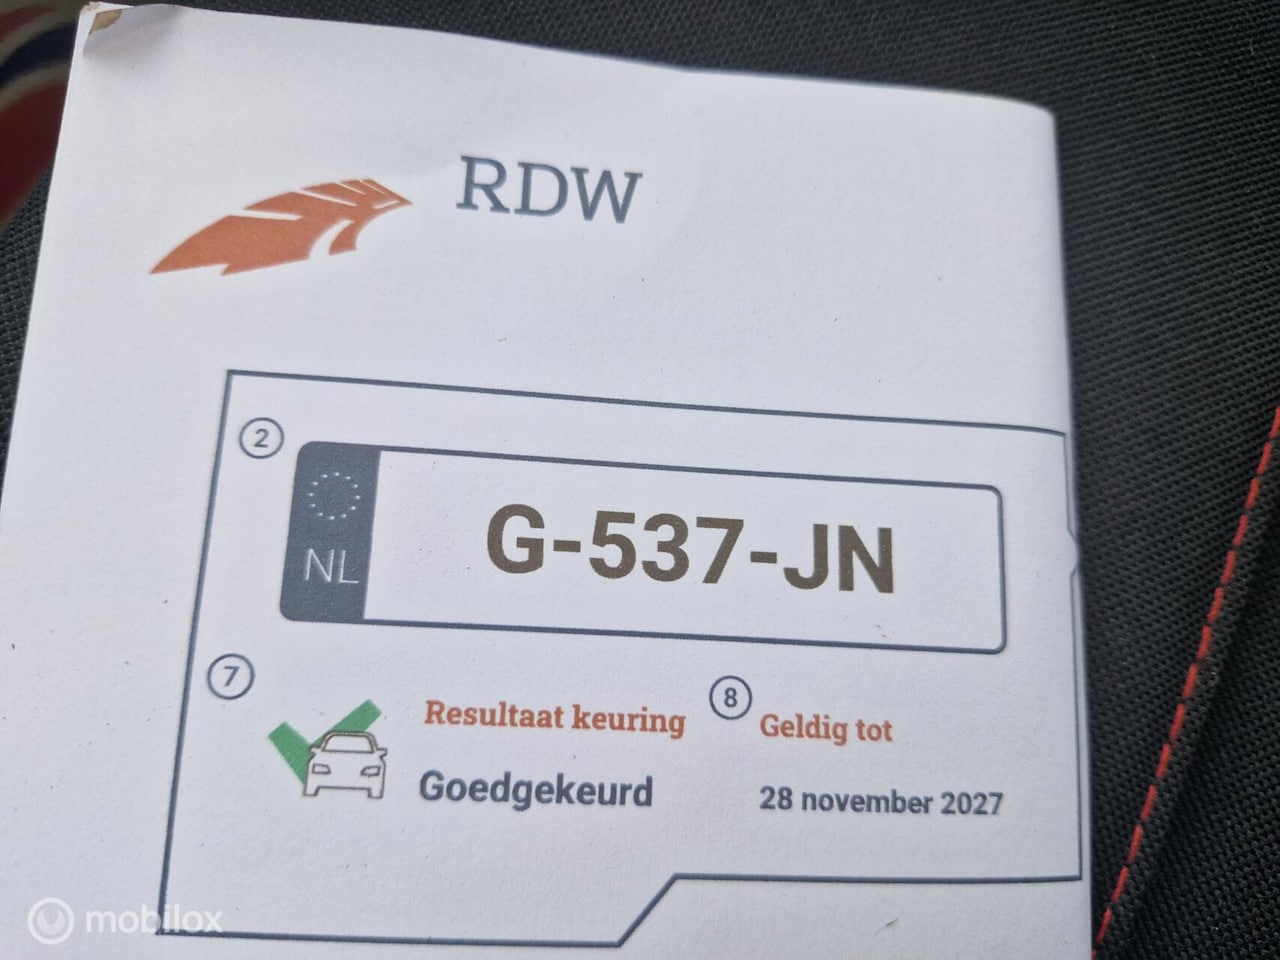 RDW
2
NL
G-537-JN
7
Resultaat keuring
Goedgekeurd
8
Geldig tot
28 november 2027
mobilox